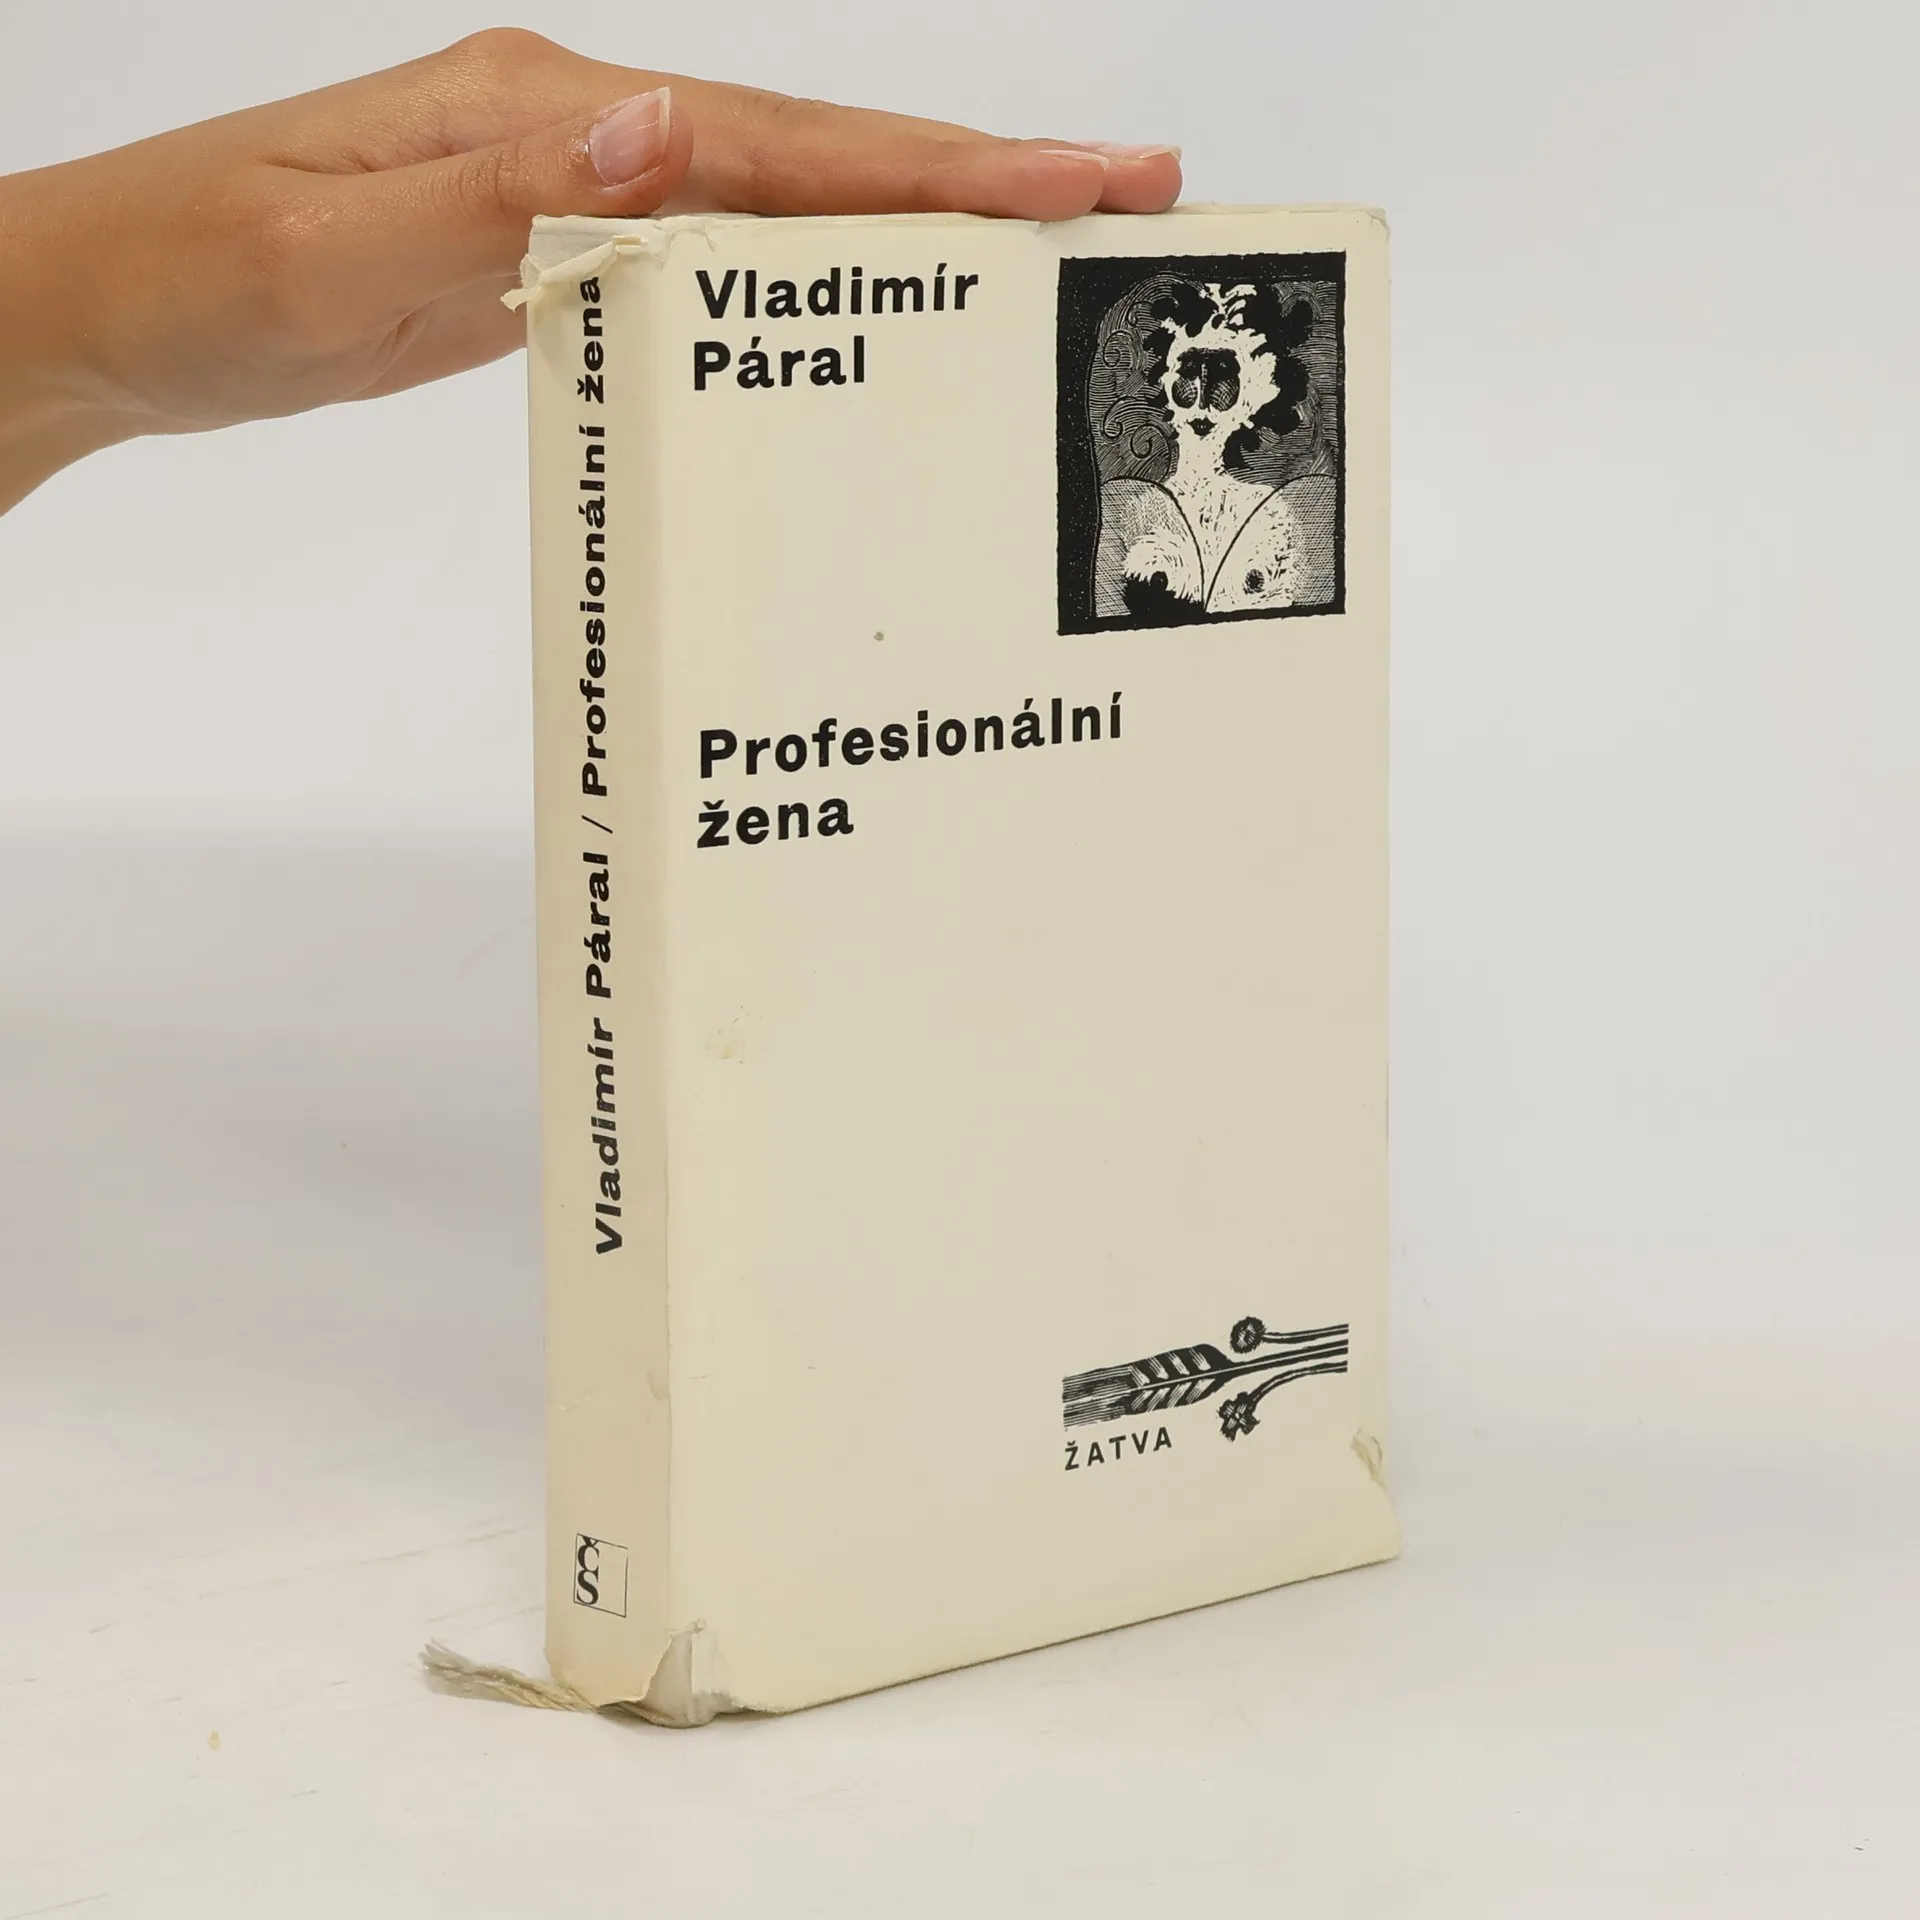 Vladimír
Páral
Profesionální
žena
ŽATVA
Vladimír Páral / Profesionální žena
ČS